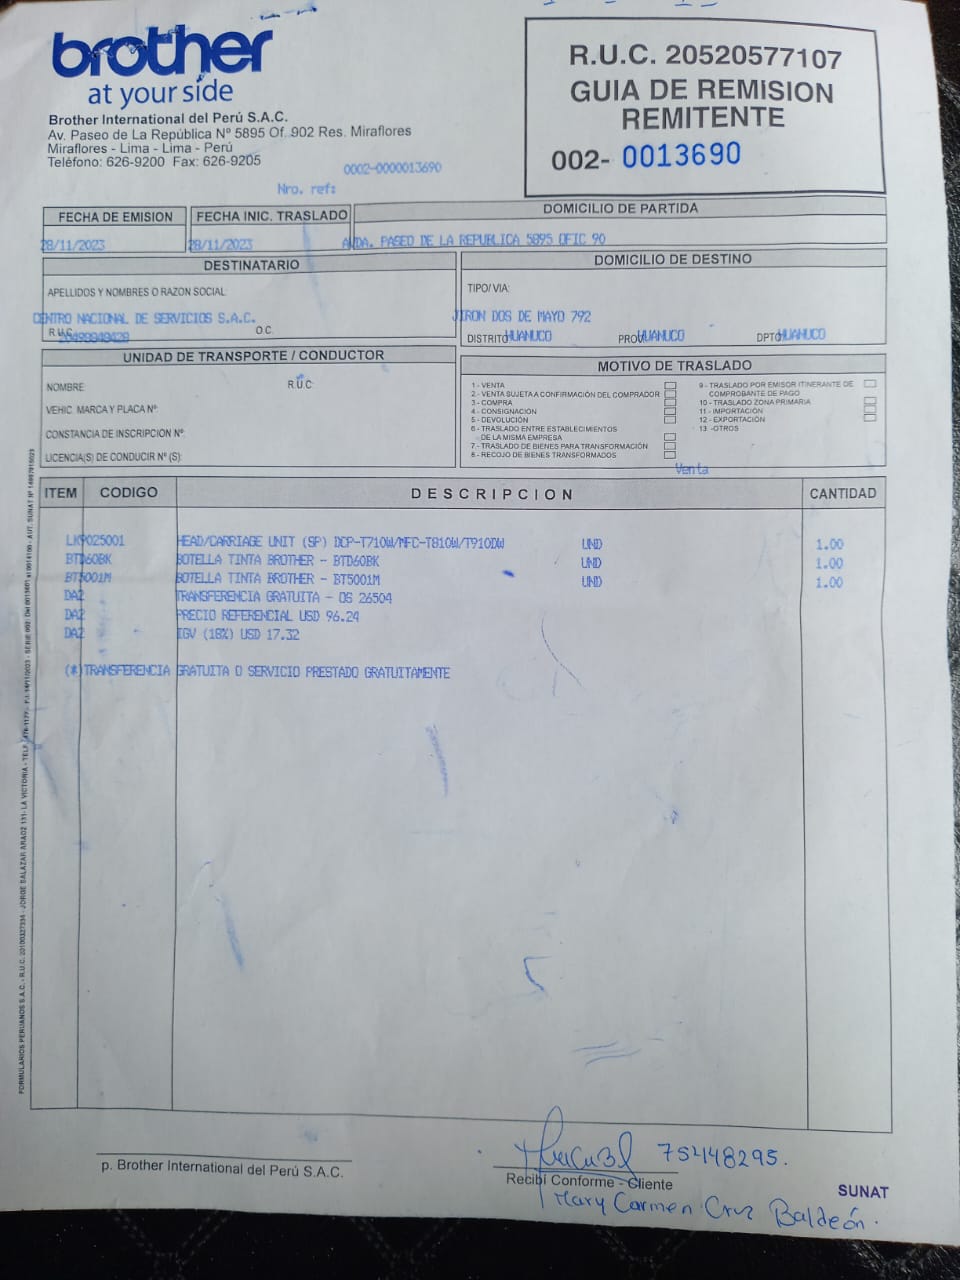 brother
at your side
Brother International del Perú S.A.C.
Av. Paseo de La República Nº 5895 Of. 902 Res. Miraflores
Miraflores - Lima - Lima - Perú
Teléfono: 626-9200 Fax: 626-9205
0002-0000013690
Nro. ref:
R.U.C. 20520577107
GUIA DE REMISION
REMITENTE
002- 0013690
FECHA DE EMISION FECHA INIC. TRASLADO DOMICILIO DE PARTIDA
28/11/2023 28/11/2023 AVDA. PASEO DE LA REPUBLICA 5895 OFIC 90
DESTINATARIO
APELLIDOS Y NOMBRES O RAZON SOCIAL:
CENTRO NACIONAL DE SERVICIOS S.A.C.
R.U.C. O.C.
DOMICILIO DE DESTINO
TIPO/VIA:
JIRON DOS DE MAYO 792
DISTRITO HUANUCO PROV HUANUCO DPTO HUANUCO
UNIDAD DE TRANSPORTE / CONDUCTOR
NOMBRE: R.U.C:
VEHIC. MARCA Y PLACA Nº:
CONSTANCIA DE INSCRIPCION Nº:
LICENCIA(S) DE CONDUCIR Nº (S):
MOTIVO DE TRASLADO
1 - VENTA
2 - VENTA SUJETA A CONFIRMACIÓN DEL COMPRADOR
3 - COMPRA
4 - CONSIGNACIÓN
5 - DEVOLUCIÓN
6 - TRASLADO ENTRE ESTABLECIMIENTOS
DE LA MISMA EMPRESA
7 - TRASLADO DE BIENES PARA TRANSFORMACIÓN
8 - RECOJO DE BIENES TRANSFORMADOS
9 - TRASLADO POR EMISOR ITINERANTE DE
COMPROBANTE DE PAGO
10 - TRASLADO ZONA PRIMARIA
11 - IMPORTACIÓN
12 - EXPORTACIÓN
13 -OTROS
Venta
ITEM CODIGO DESCRIPCION CANTIDAD
LK9025001 HEAD/CARRIAGE UNIT (SP) DCP-T710W/MFC-T810W/T910DW UND 1.00
BTD60BK BOTELLA TINTA BROTHER - BTD60BK UND 1.00
BT5001M BOTELLA TINTA BROTHER - BT5001M UND 1.00
DA2 TRANSFERENCIA GRATUITA - OS 26504
DA2 PRECIO REFERENCIAL USD 96.24
DA2 IGV (18%) USD 17.32
(*)TRANSFERENCIA GRATUITA O SERVICIO PRESTADO GRATUITAMENTE
p. Brother International del Perú S.A.C.
75448295.
Recibí Conforme - Cliente
Mary Carmen Cruz Baldeón.
SUNAT